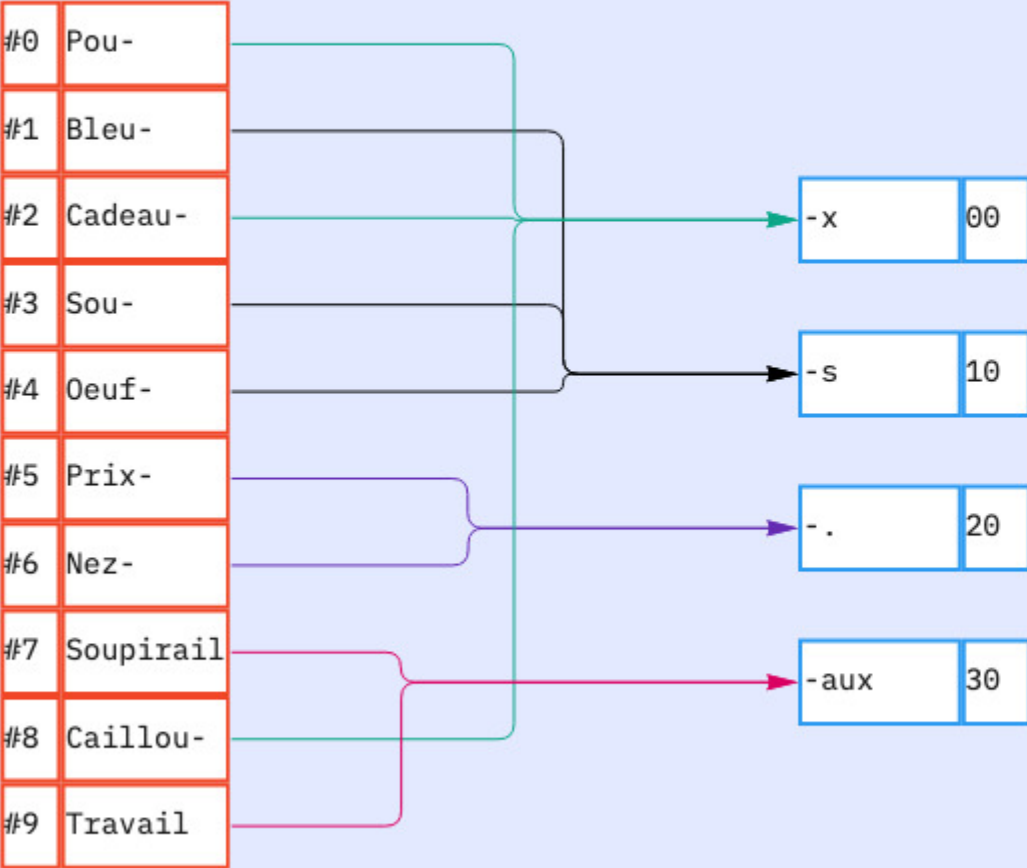 #0 Pou-
#1 Bleu-
#2 Cadeau-
-x 00
#3 Sou-
-s 10
#4 Oeuf-
#5 Prix-
-. 20
#6 Nez-
#7 Soupirail
-aux 30
#8 Caillou-
#9 Travail